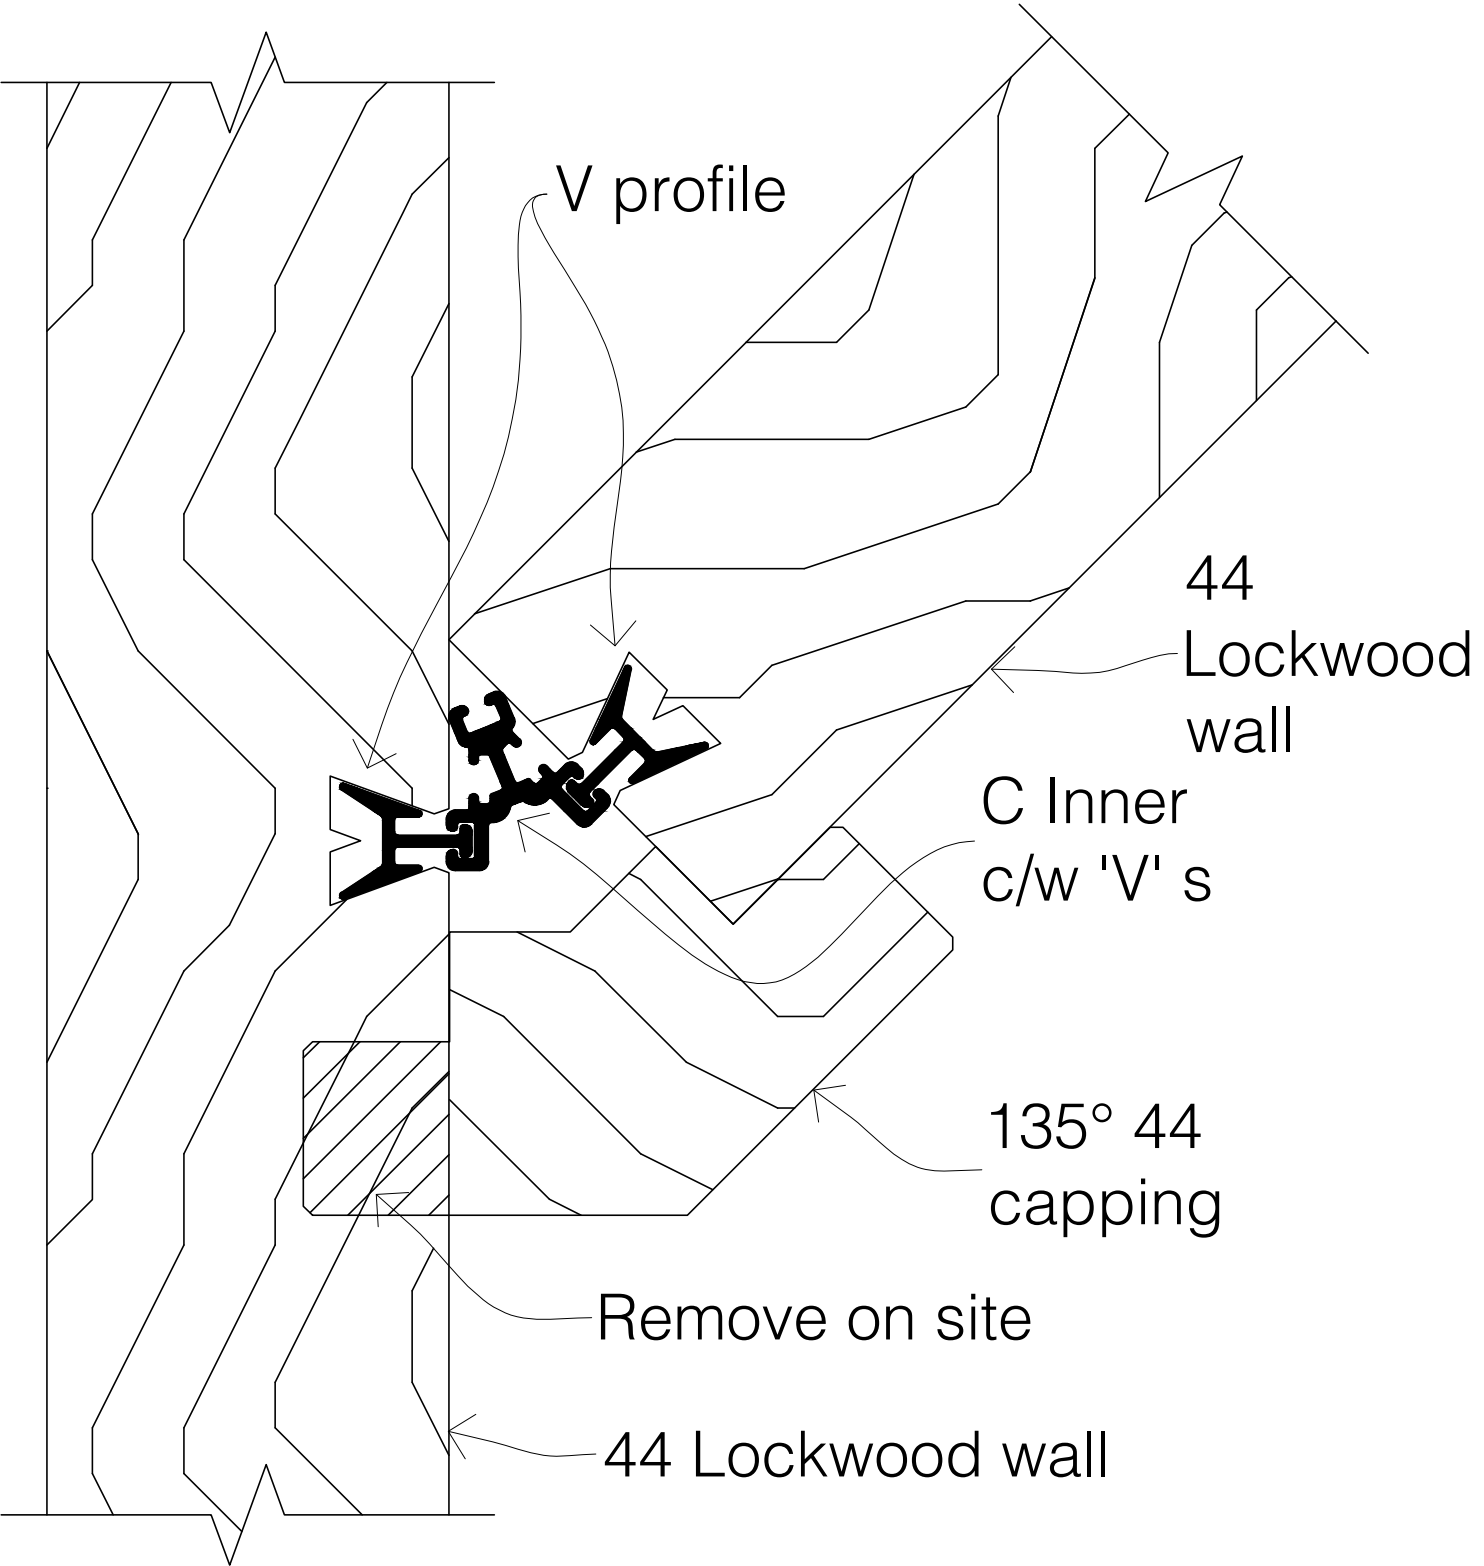 V profile
44
Lockwood
wall
C Inner
c/w 'V' s
135° 44
capping
Remove on site
44 Lockwood wall